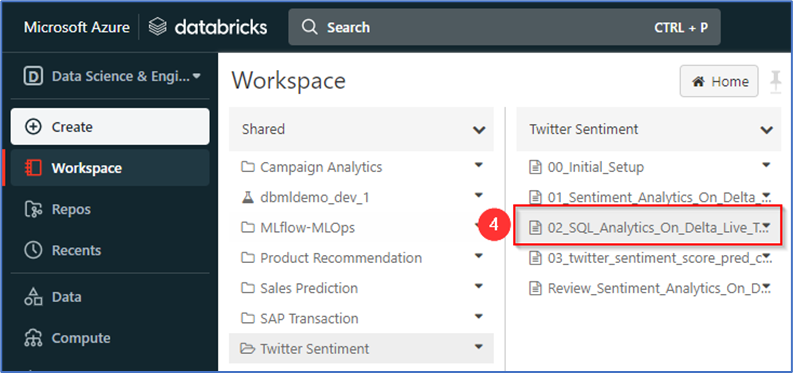 Microsoft Azure databricks Search CTRL + P
Data Science & Engi...
Create
Workspace
Repos
Recents
Data
Compute
Workspace
Home
Shared
Campaign Analytics
dbmldemo_dev_1
MLflow-MLOps
Product Recommendation
Sales Prediction
SAP Transaction
Twitter Sentiment
Twitter Sentiment
00_Initial_Setup
01_Sentiment_Analytics_On_Delta_...
4
02_SQL_Analytics_On_Delta_Live_T...
03_twitter_sentiment_score_pred_c...
Review_Sentiment_Analytics_On_D...